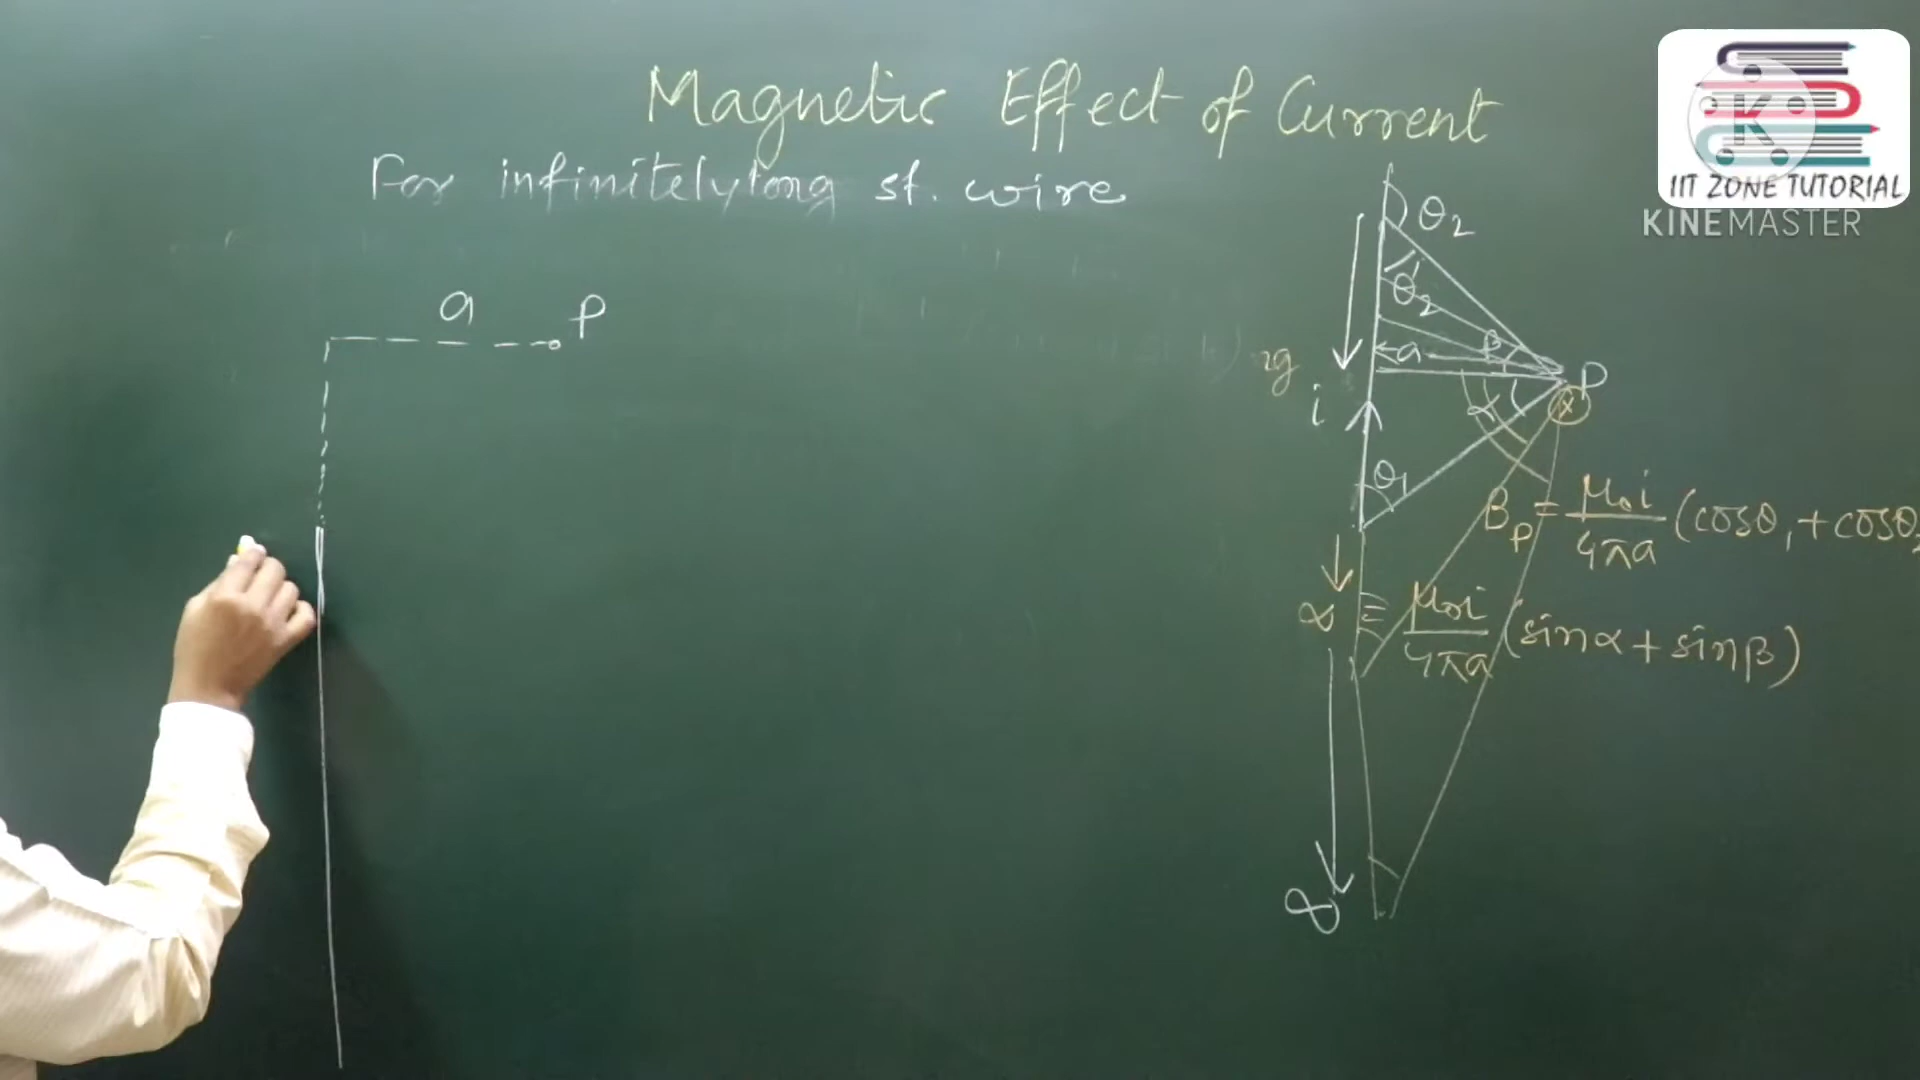 Magnetic Effect of Current
For infinitely long st. wire
IIT ZONE TUTORIAL
KINEMASTER
K
θ₂
θ₂'
a P
a
β
P
i
α
x
θ₁
B_P = μ₀i/4πa (cosθ₁ + cosθ₂
= μ₀i/4πa (sinα + sinβ)
∝
∞